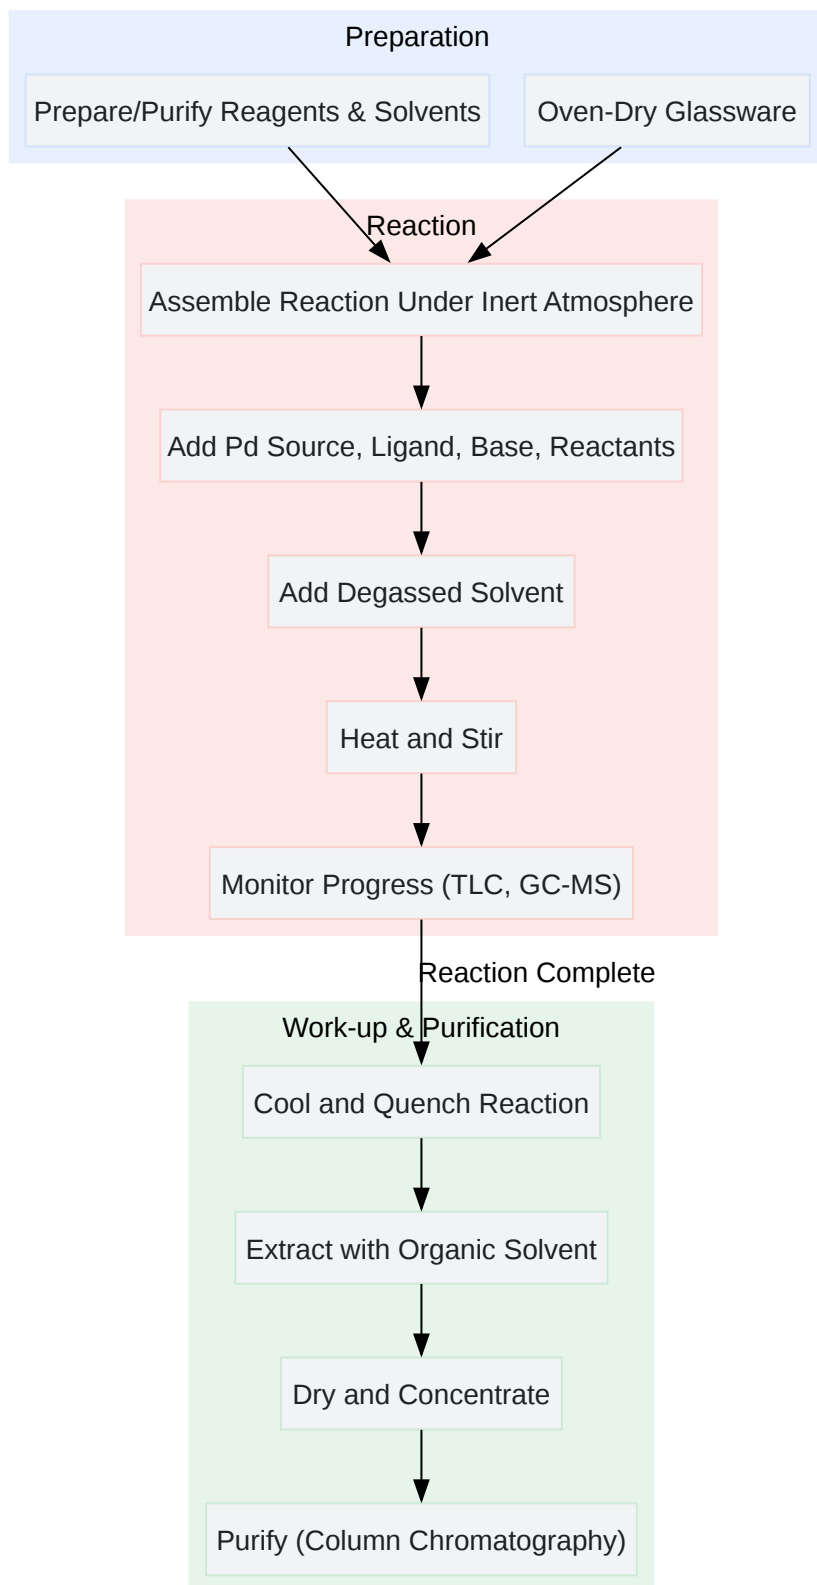 Preparation
Prepare/Purify Reagents & Solvents
Oven-Dry Glassware
Reaction
Assemble Reaction Under Inert Atmosphere
Add Pd Source, Ligand, Base, Reactants
Add Degassed Solvent
Heat and Stir
Monitor Progress (TLC, GC-MS)
Reaction Complete
Work-up & Purification
Cool and Quench Reaction
Extract with Organic Solvent
Dry and Concentrate
Purify (Column Chromatography)